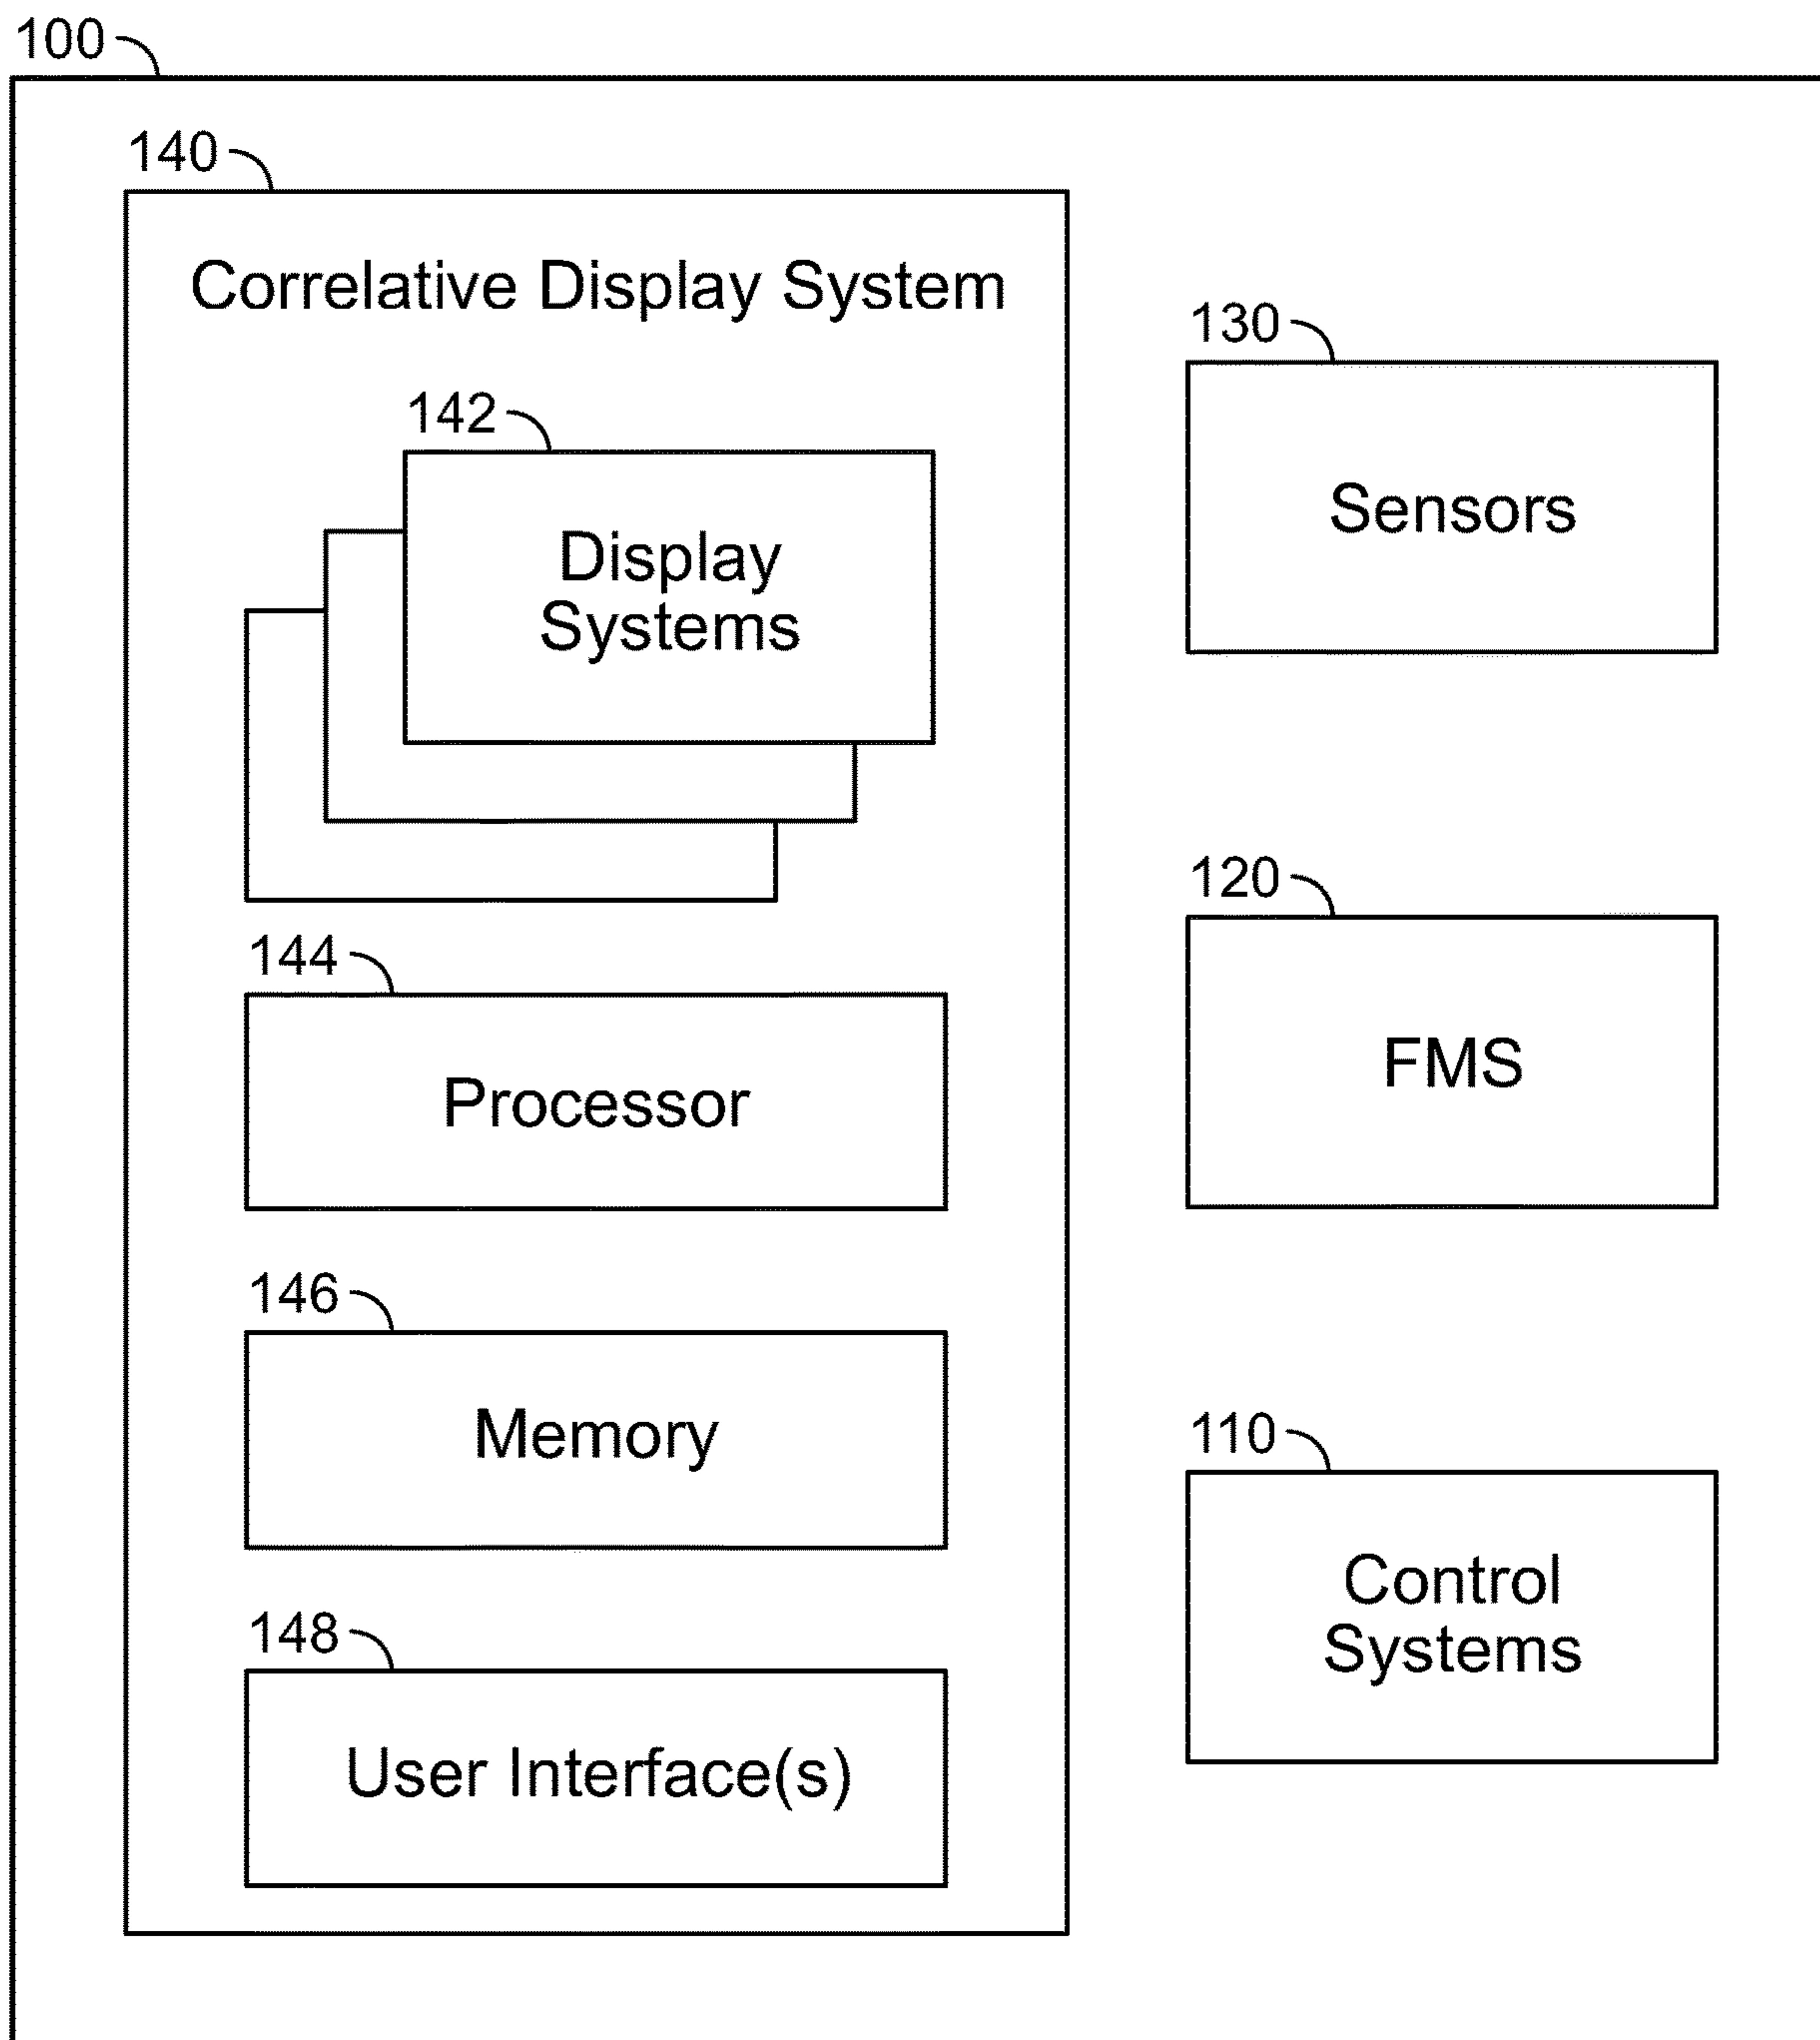 100
140
Correlative Display System
142
Display
Systems
144
Processor
146
Memory
148
User Interface(s)
130
Sensors
120
FMS
110
Control
Systems